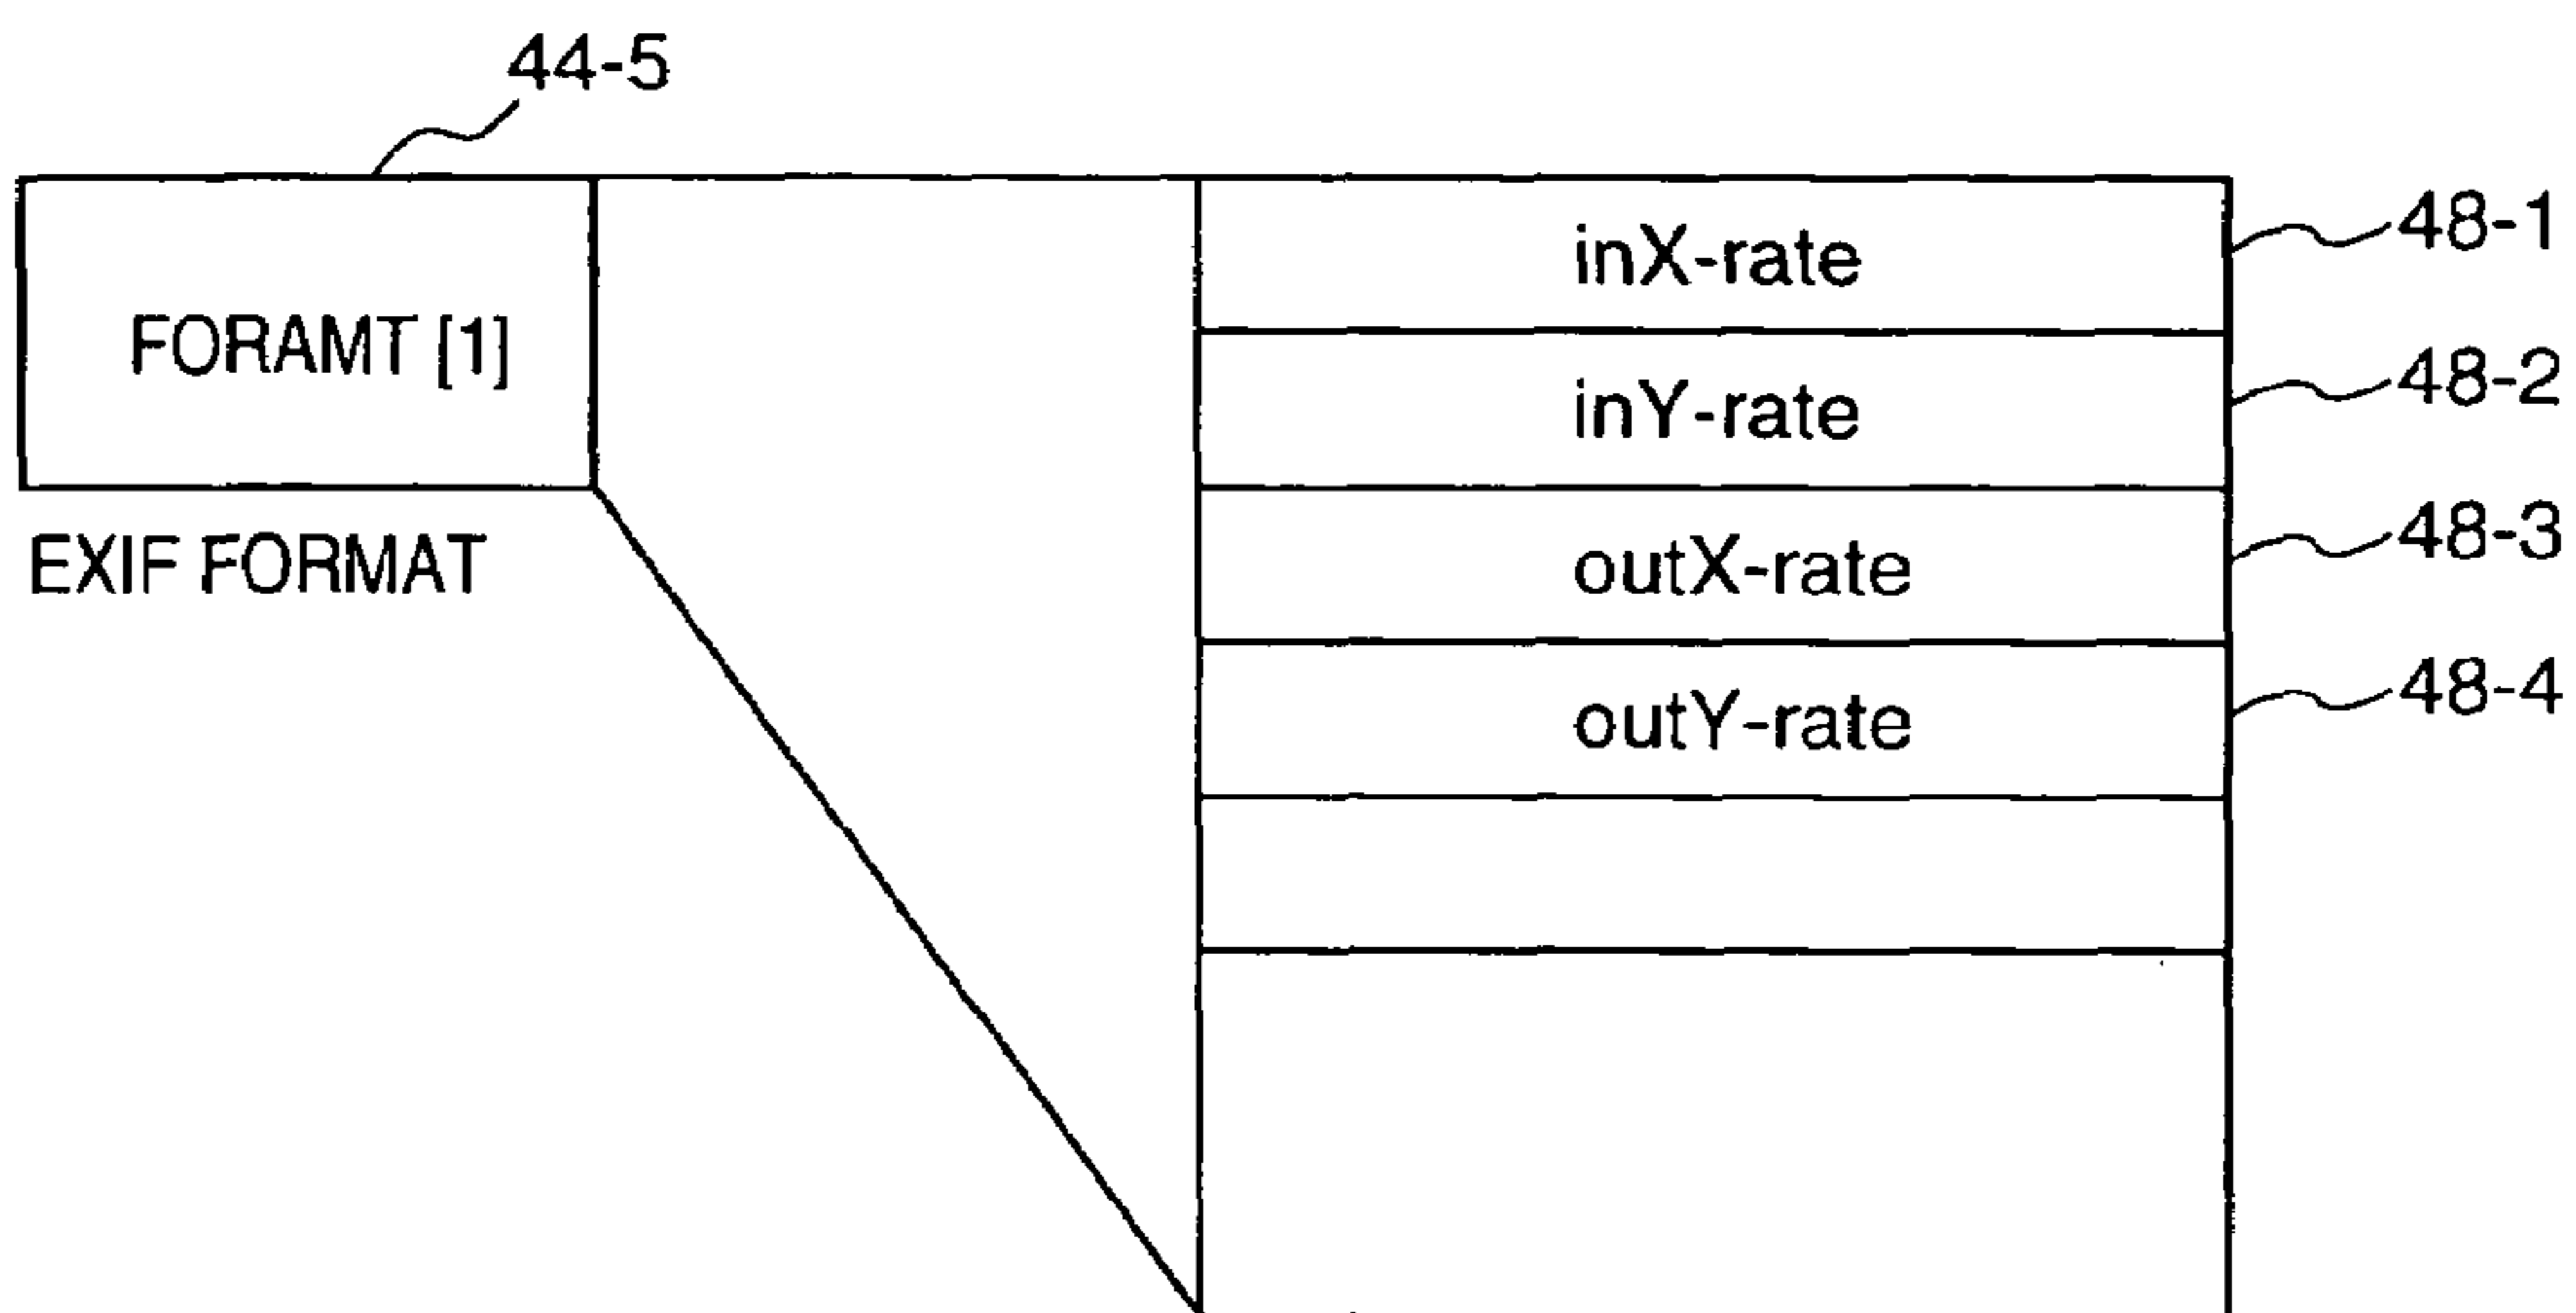 44-5
FORAMT [1]
EXIF FORMAT
inX-rate
48-1
inY-rate
48-2
outX-rate
48-3
outY-rate
48-4